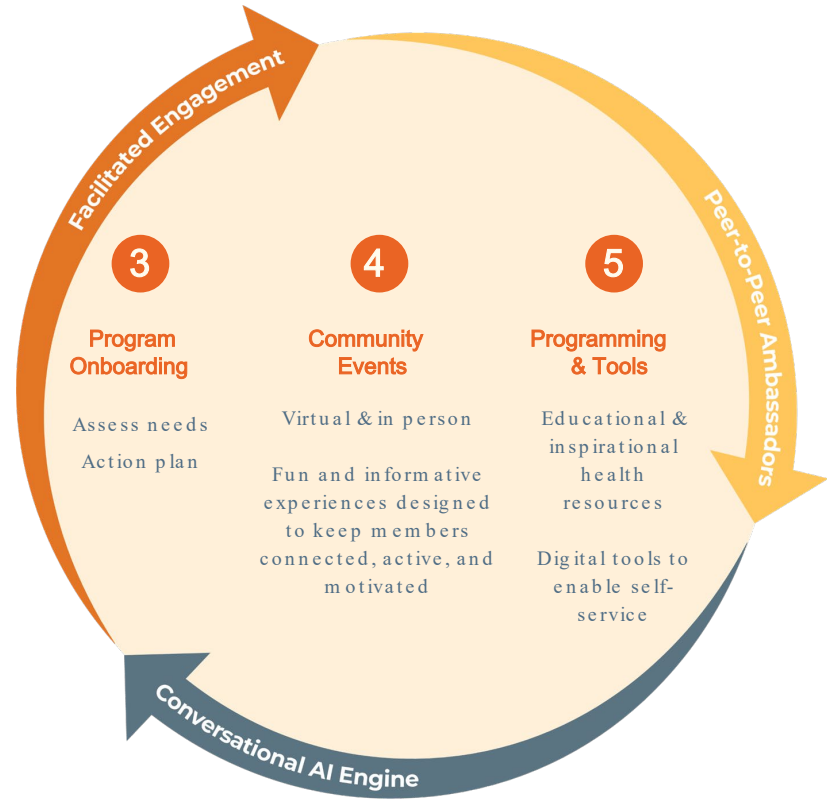 Facilitated Engagement
Peer-to-Peer Ambassadors
3
Program
Onboarding
Assess needs
Action plan
4
Community
Events
Virtual & in person
Fun and informative
experiences designed
to keep members
connected, active, and
motivated
5
Programming
& Tools
Educational &
inspirational
health
resources
Digital tools to
enable self-
service
Conversational AI Engine